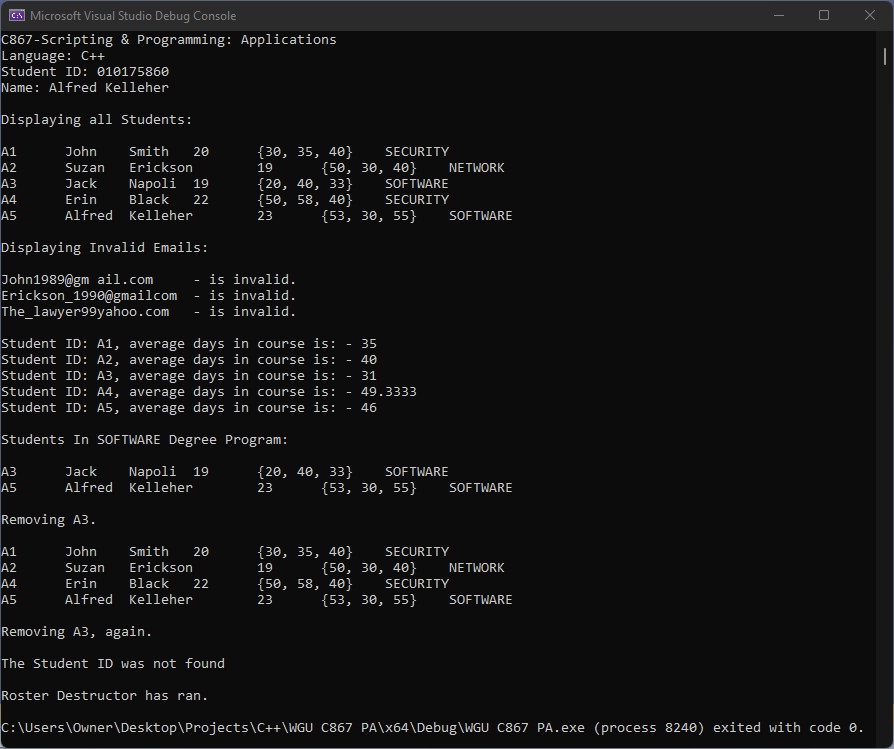 Microsoft Visual Studio Debug Console
C867-Scripting & Programming: Applications
Language: C++
Student ID: 010175860
Name: Alfred Kelleher
Displaying all Students:
A1 John Smith 20 {30, 35, 40} SECURITY
A2 Suzan Erickson 19 {50, 30, 40} NETWORK
A3 Jack Napoli 19 {20, 40, 33} SOFTWARE
A4 Erin Black 22 {50, 58, 40} SECURITY
A5 Alfred Kelleher 23 {53, 30, 55} SOFTWARE
Displaying Invalid Emails:
John1989@gm ail.com - is invalid.
Erickson_1990@gmailcom - is invalid.
The_lawyer99yahoo.com - is invalid.
Student ID: A1, average days in course is: - 35
Student ID: A2, average days in course is: - 40
Student ID: A3, average days in course is: - 31
Student ID: A4, average days in course is: - 49.3333
Student ID: A5, average days in course is: - 46
Students In SOFTWARE Degree Program:
A3 Jack Napoli 19 {20, 40, 33} SOFTWARE
A5 Alfred Kelleher 23 {53, 30, 55} SOFTWARE
Removing A3.
A1 John Smith 20 {30, 35, 40} SECURITY
A2 Suzan Erickson 19 {50, 30, 40} NETWORK
A4 Erin Black 22 {50, 58, 40} SECURITY
A5 Alfred Kelleher 23 {53, 30, 55} SOFTWARE
Removing A3, again.
The Student ID was not found
Roster Destructor has ran.
C:\Users\Owner\Desktop\Projects\C++\WGU C867 PA\x64\Debug\WGU C867 PA.exe (process 8240) exited with code 0.